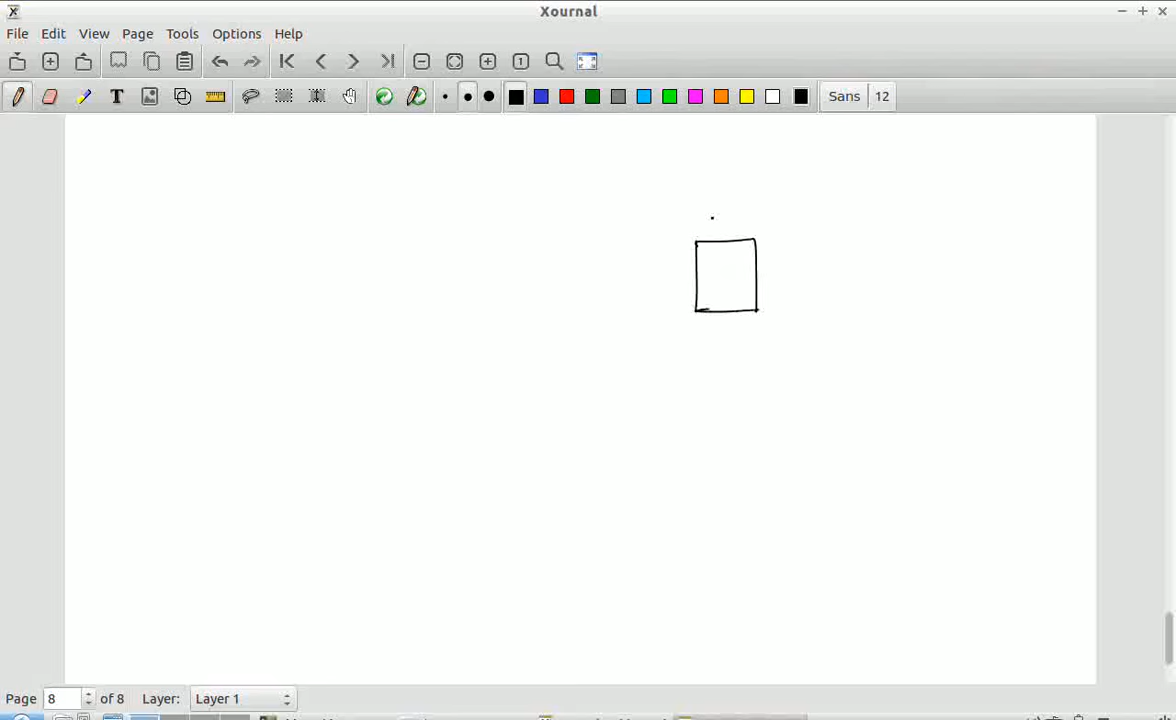 Xournal
File Edit View Page Tools Options Help
Sans 12
Page 8 of 8 Layer: Layer 1